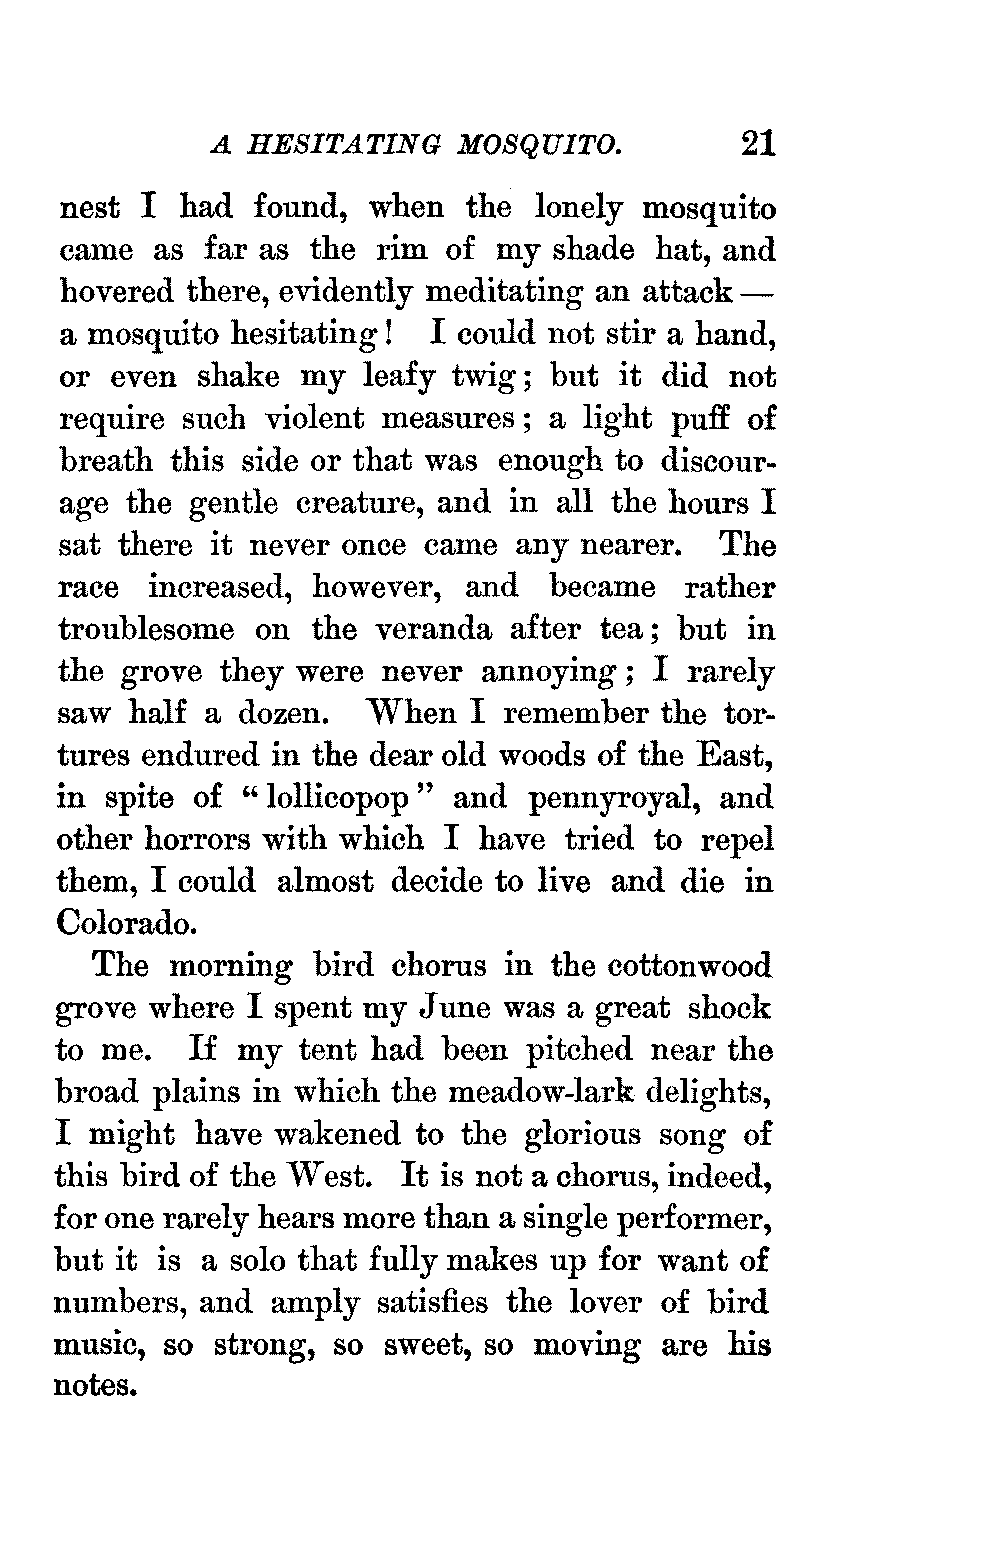 A HESITATING MOSQUITO. 21
nest I had found, when the lonely mosquito
came as far as the rim of my shade hat, and
hovered there, evidently meditating an attack —
a mosquito hesitating! I could not stir a hand,
or even shake my leafy twig; but it did not
require such violent measures; a light puff of
breath this side or that was enough to discour-
age the gentle creature, and in all the hours I
sat there it never once came any nearer. The
race increased, however, and became rather
troublesome on the veranda after tea; but in
the grove they were never annoying; I rarely
saw half a dozen. When I remember the tor-
tures endured in the dear old woods of the East,
in spite of “lollicopop” and pennyroyal, and
other horrors with which I have tried to repel
them, I could almost decide to live and die in
Colorado.
The morning bird chorus in the cottonwood
grove where I spent my June was a great shock
to me. If my tent had been pitched near the
broad plains in which the meadow-lark delights,
I might have wakened to the glorious song of
this bird of the West. It is not a chorus, indeed,
for one rarely hears more than a single performer,
but it is a solo that fully makes up for want of
numbers, and amply satisfies the lover of bird
music, so strong, so sweet, so moving are his
notes.